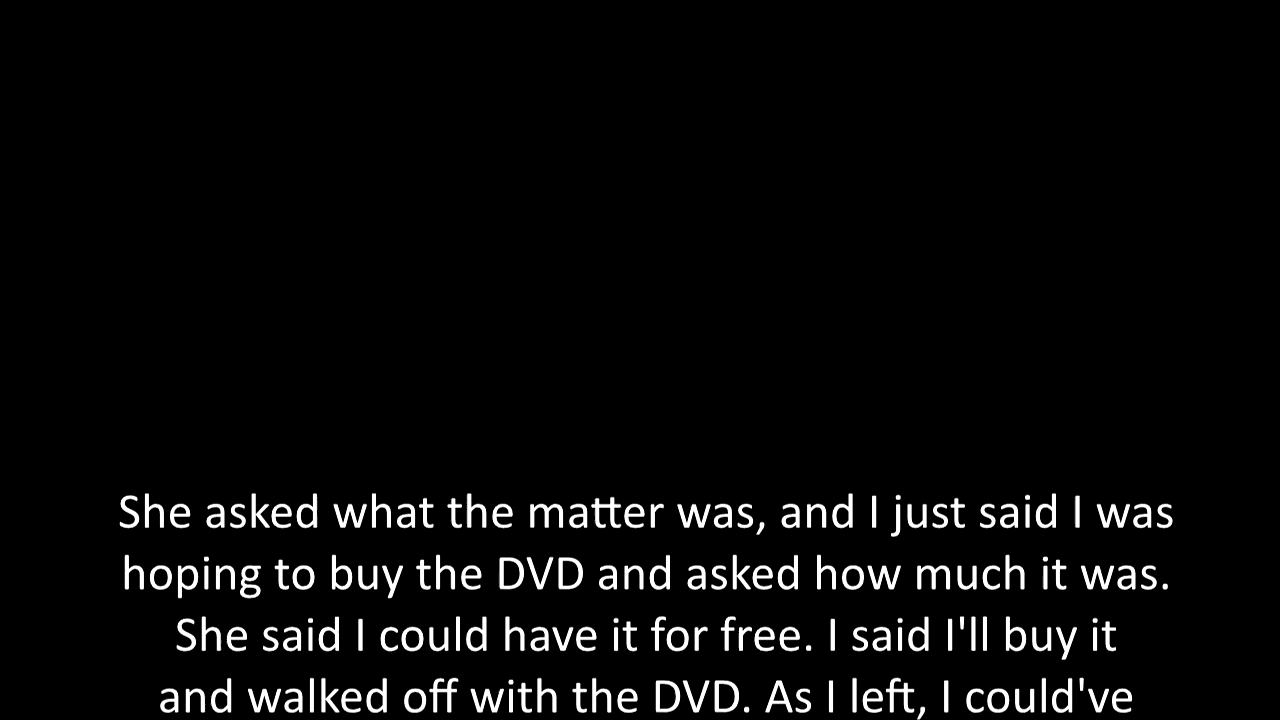 She asked what the matter was, and I just said I was
hoping to buy the DVD and asked how much it was.
She said I could have it for free. I said I'll buy it
and walked off with the DVD. As I left, I could've